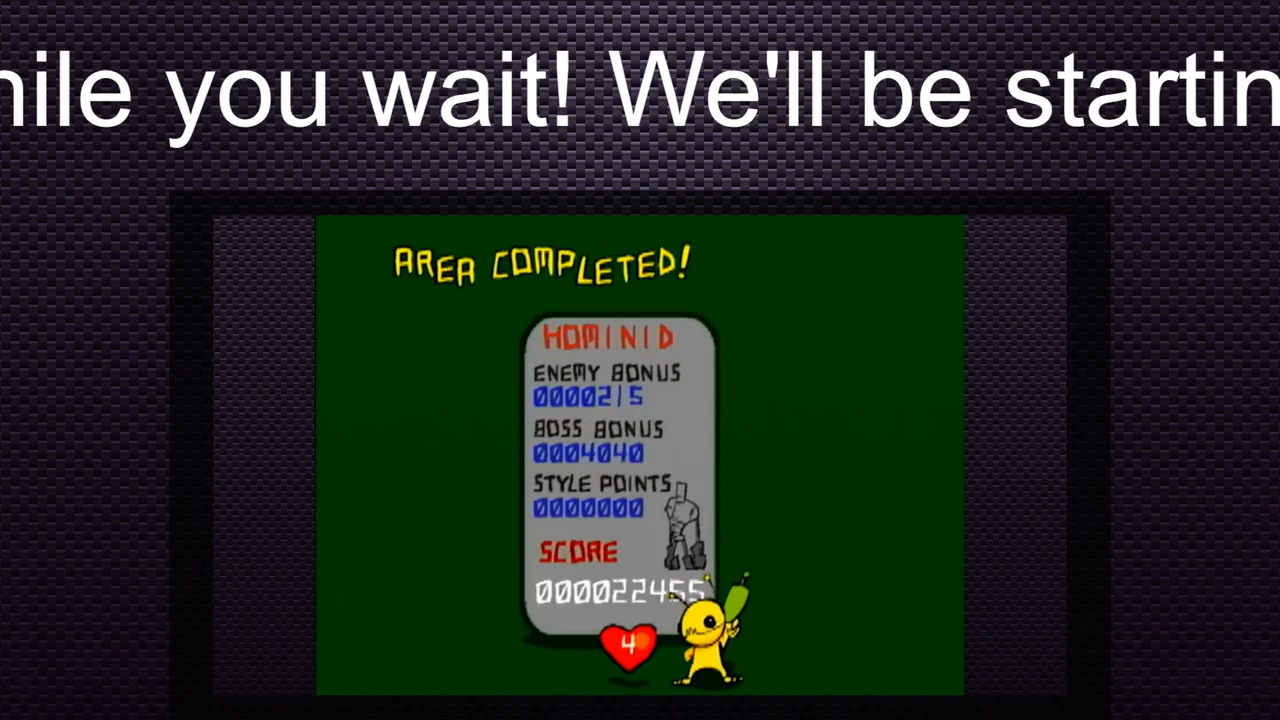 hile you wait! We'll be startin
AREA COMPLETED!
HOMINID
ENEMY BONUS
0000215
BOSS BONUS
0004040
STYLE POINTS
0000000
SCORE
000022455
4